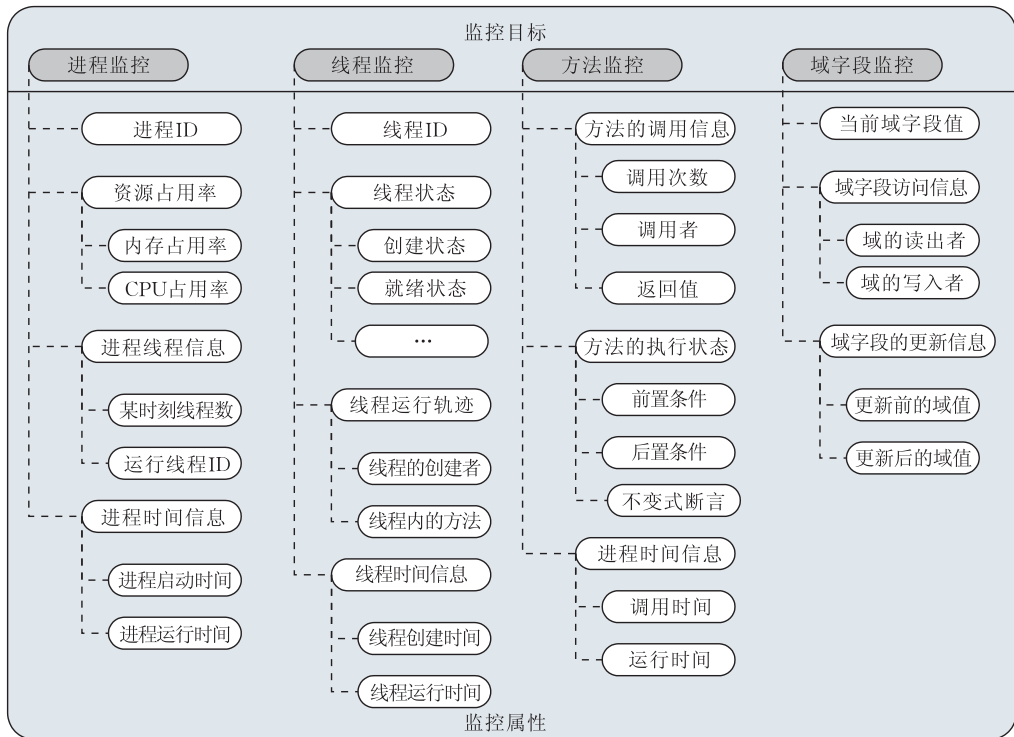 监控目标
进程监控
线程监控
方法监控
域字段监控
进程ID
资源占用率
内存占用率
CPU占用率
进程线程信息
某时刻线程数
运行线程ID
进程时间信息
进程启动时间
进程运行时间
线程ID
线程状态
创建状态
就绪状态
…
线程运行轨迹
线程的创建者
线程内的方法
线程时间信息
线程创建时间
线程运行时间
方法的调用信息
调用次数
调用者
返回值
方法的执行状态
前置条件
后置条件
不变式断言
进程时间信息
调用时间
运行时间
当前域字段值
域字段访问信息
域的读出者
域的写入者
域字段的更新信息
更新前的域值
更新后的域值
监控属性